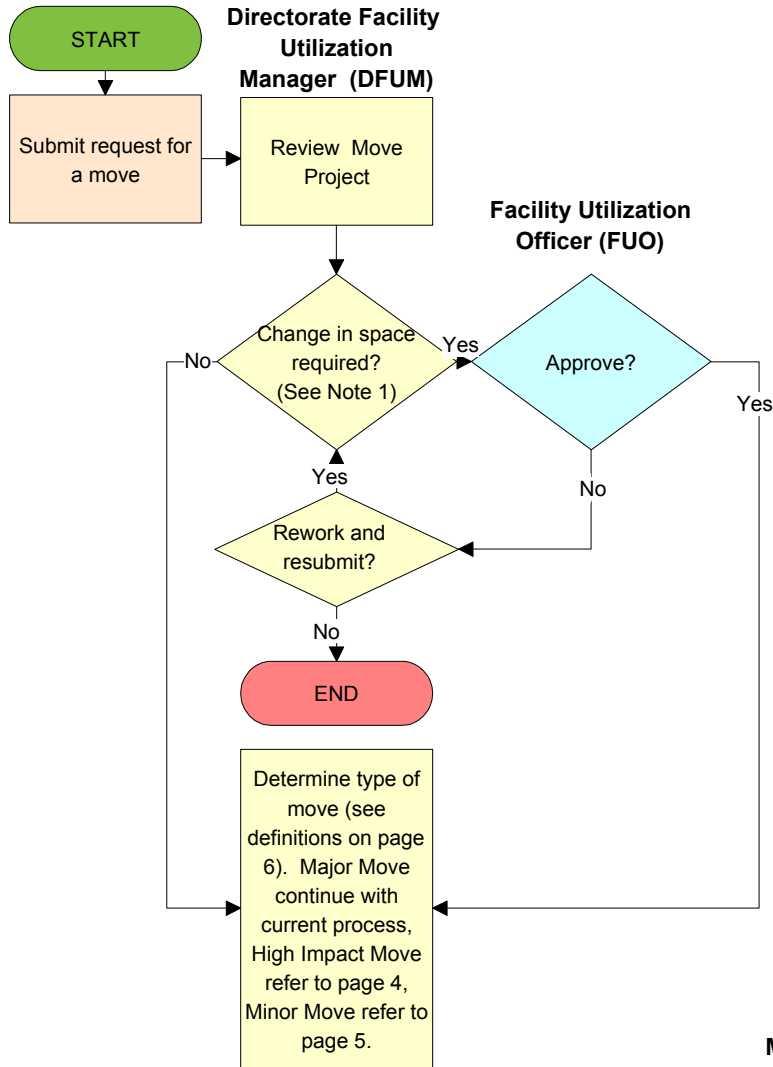 START
Directorate Facility
Utilization
Manager (DFUM)
Submit request for
a move
Review Move
Project
Facility Utilization
Officer (FUO)
Change in space
required?
(See Note 1)
No
Yes
Approve?
Yes
Yes
No
Rework and
resubmit?
No
END
Determine type of
move (see
definitions on page
6). Major Move
continue with
current process,
High Impact Move
refer to page 4,
Minor Move refer to
page 5.
M